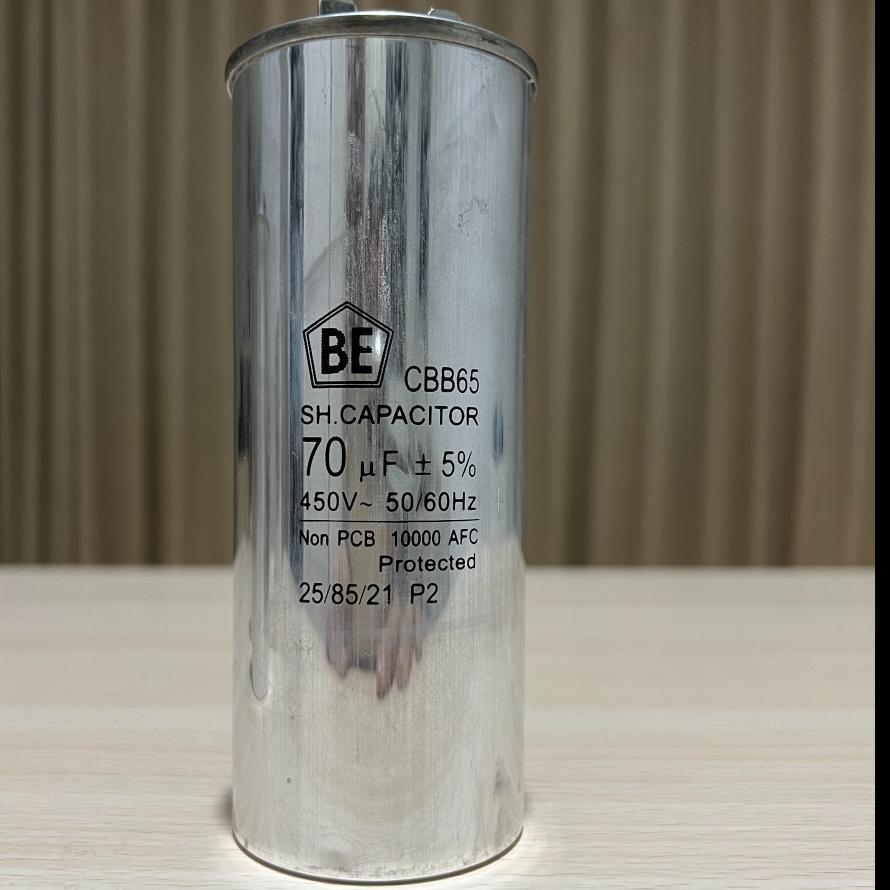 BE CBB65
SH.CAPACITOR
70 μF ± 5%
450V~ 50/60Hz
Non PCB 10000 AFC
Protected
25/85/21 P2